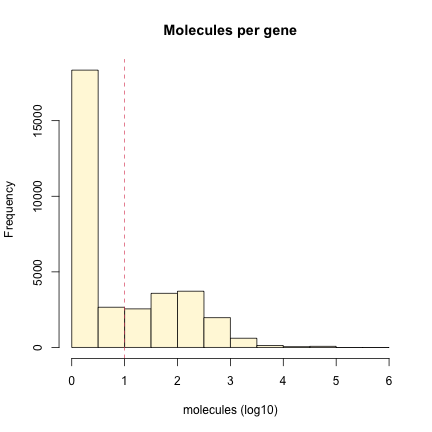 Molecules per gene
Frequency
15000
10000
5000
0
0 1 2 3 4 5 6
molecules (log10)